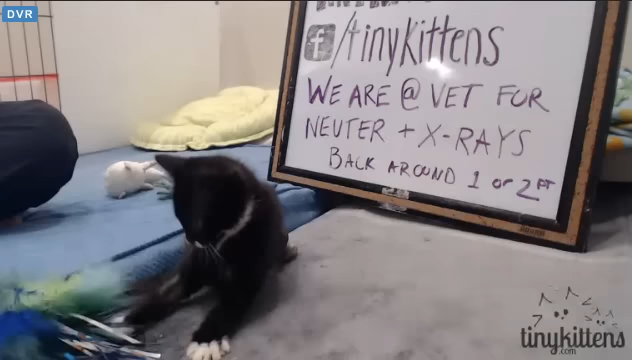 DVR
f/tinykittens
WE ARE @ VET FOR
NEUTER + X-RAYS
BACK AROUND 1 or 2 PT
tinykittens
.com